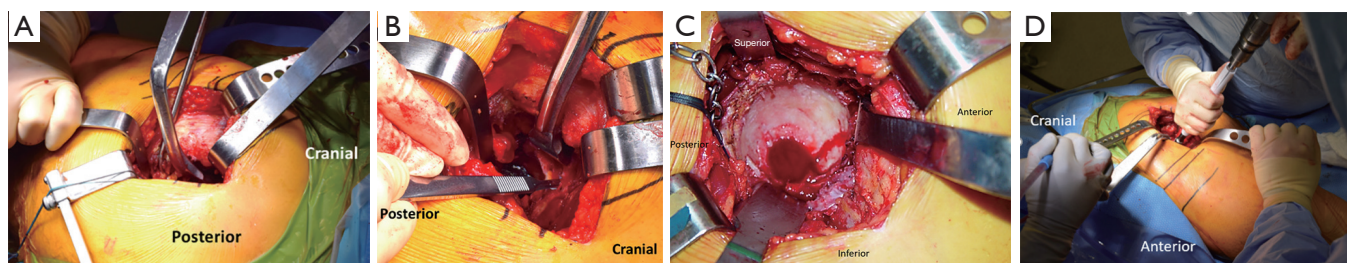 A
Cranial
Posterior
B
Posterior
Cranial
C
Superior
Anterior
Posterior
Inferior
D
Cranial
Anterior